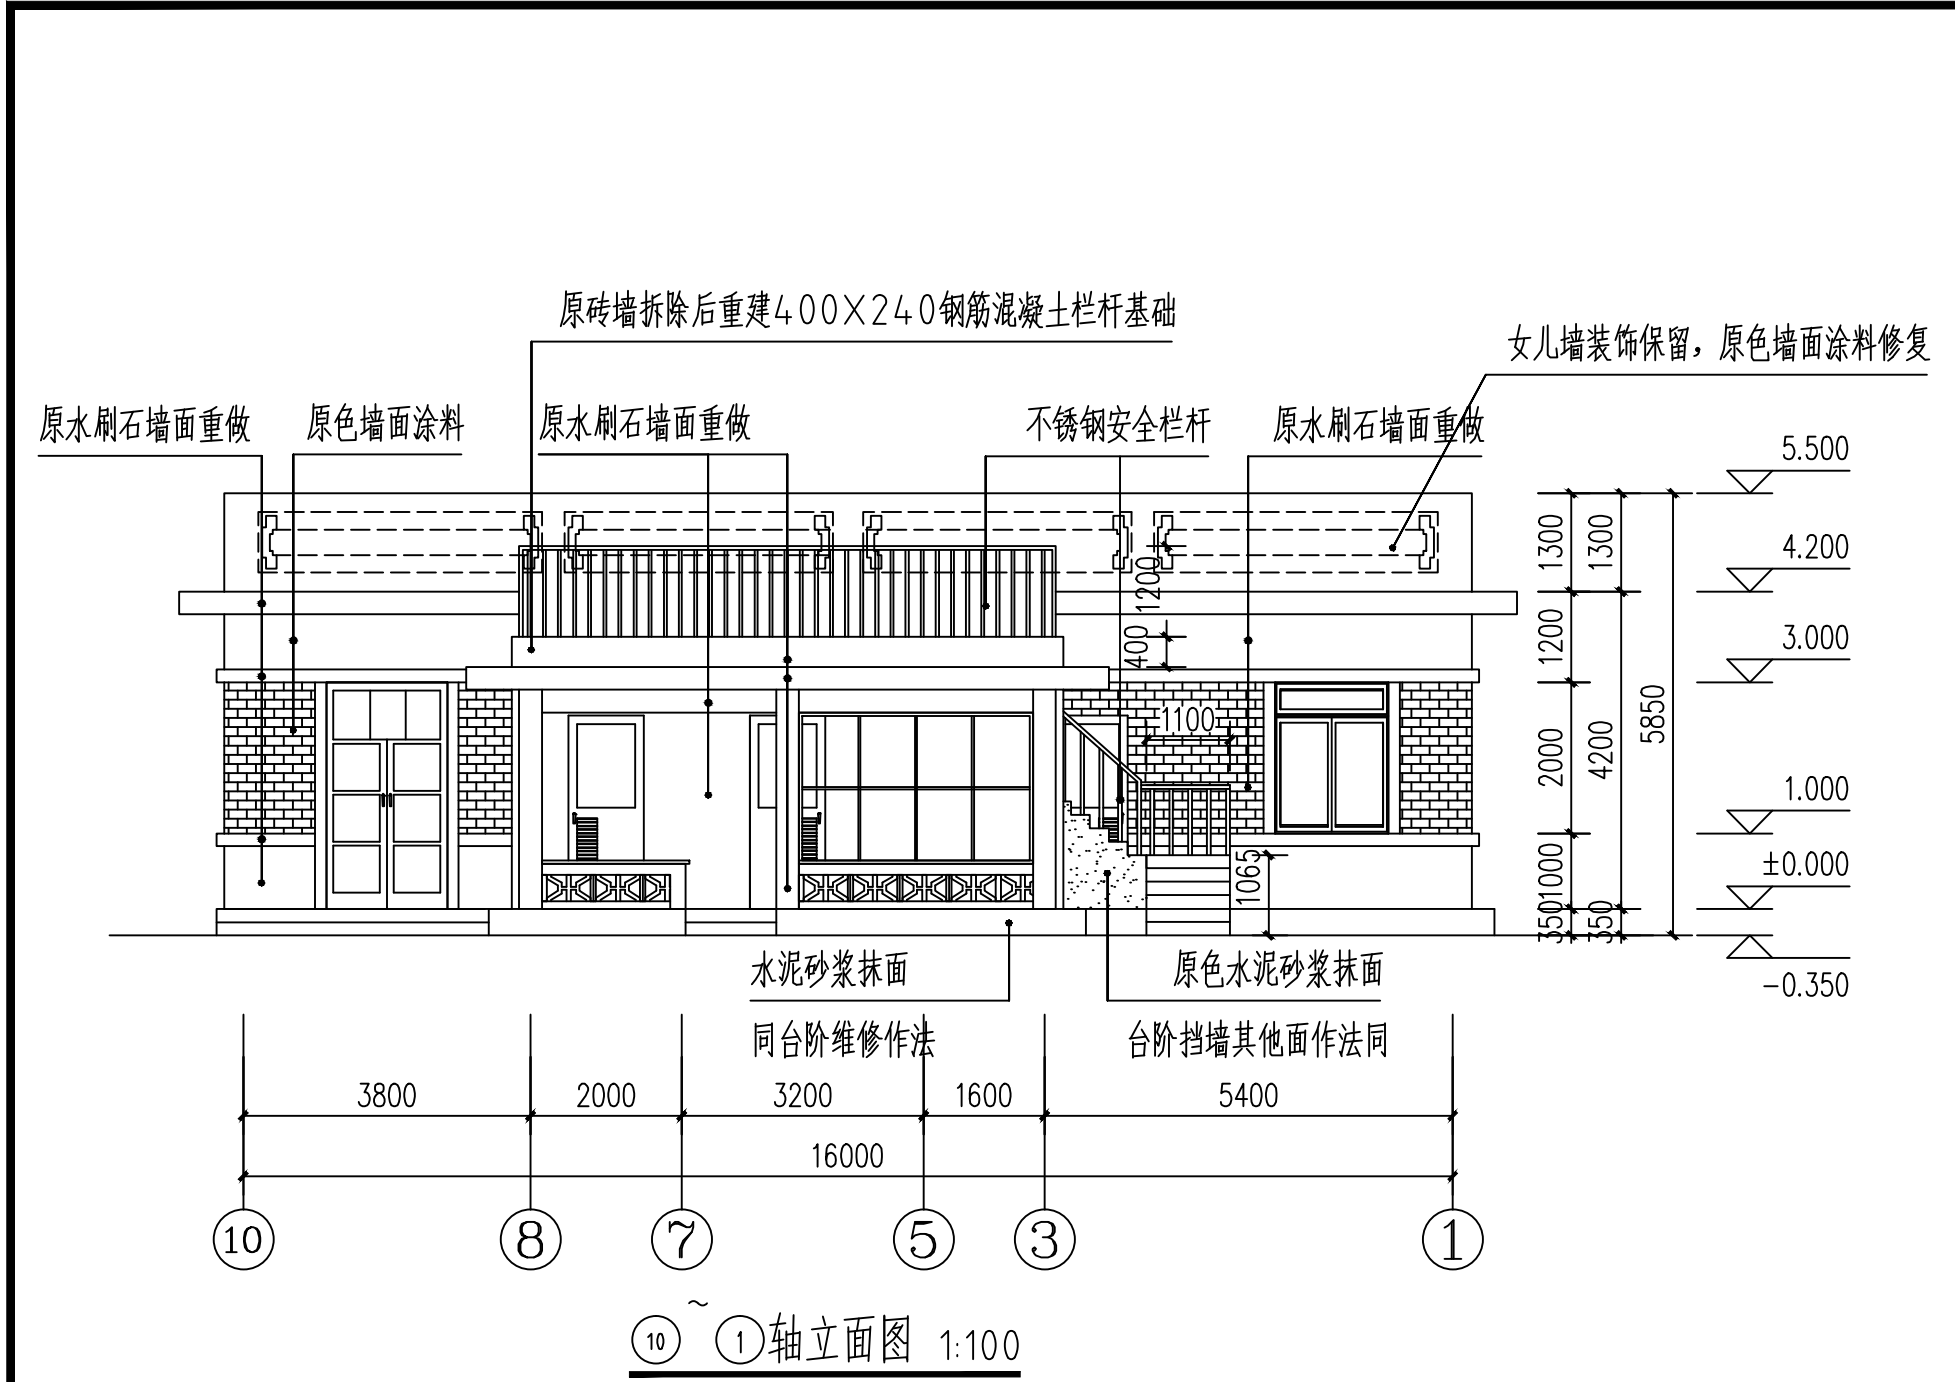 原砖墙拆除后重建400X240钢筋混凝土栏杆基础
女儿墙装饰保留，原色墙面涂料修复
原水刷石墙面重做
原色墙面涂料
原水刷石墙面重做
不锈钢安全栏杆
原水刷石墙面重做
5.500
4.200
3.000
1.000
±0.000
-0.350
1300
1200
2000
1000
350
1300
4200
350
5850
1200
400
1100
1065
水泥砂浆抹面
同台阶维修作法
原色水泥砂浆抹面
台阶挡墙其他面作法同
3800
2000
3200
1600
5400
16000
10
8
7
5
3
1
10 ~ 1 轴立面图 1:100